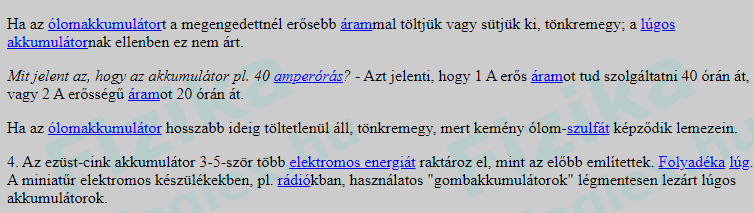 Ha az ólomakkumulátort a megengedettnél erősebb árammal töltjük vagy sütjük ki, tönkremegy; a lúgos
akkumulátornak ellenben ez nem árt.
Mit jelent az, hogy az akkumulátor pl. 40 amperórás? - Azt jelenti, hogy 1 A erős áramot tud szolgáltatni 40 órán át,
vagy 2 A erősségű áramot 20 órán át.
Ha az ólomakkumulátor hosszabb ideig töltetlenül áll, tönkremegy, mert kemény ólom-szulfát képződik lemezein.
4. Az ezüst-cink akkumulátor 3-5-ször több elektromos energiát raktároz el, mint az előbb említettek. Folyadéka lúg.
A miniatűr elektromos készülékekben, pl. rádiókban, használatos "gombakkumulátorok" légmentesen lezárt lúgos
akkumulátorok.